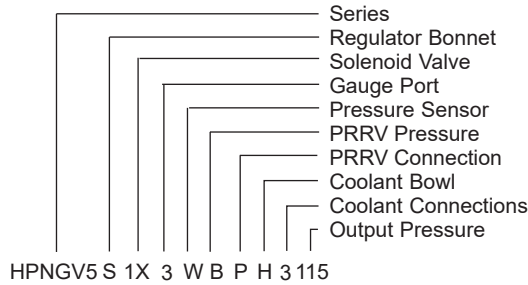 Series
Regulator Bonnet
Solenoid Valve
Gauge Port
Pressure Sensor
PRRV Pressure
PRRV Connection
Coolant Bowl
Coolant Connections
Output Pressure
HPNGV5 S 1X 3 W B P H 3 115